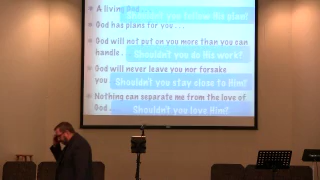 A living God . . .
Shouldn't you follow His plan?
God has plans for you . . .
God will not put on you more than you can
handle.
Shouldn't you do His work?
God will never leave you nor forsake
you
Shouldn't you stay close to Him?
Nothing can separate me from the love of
God.
Shouldn't you love Him?